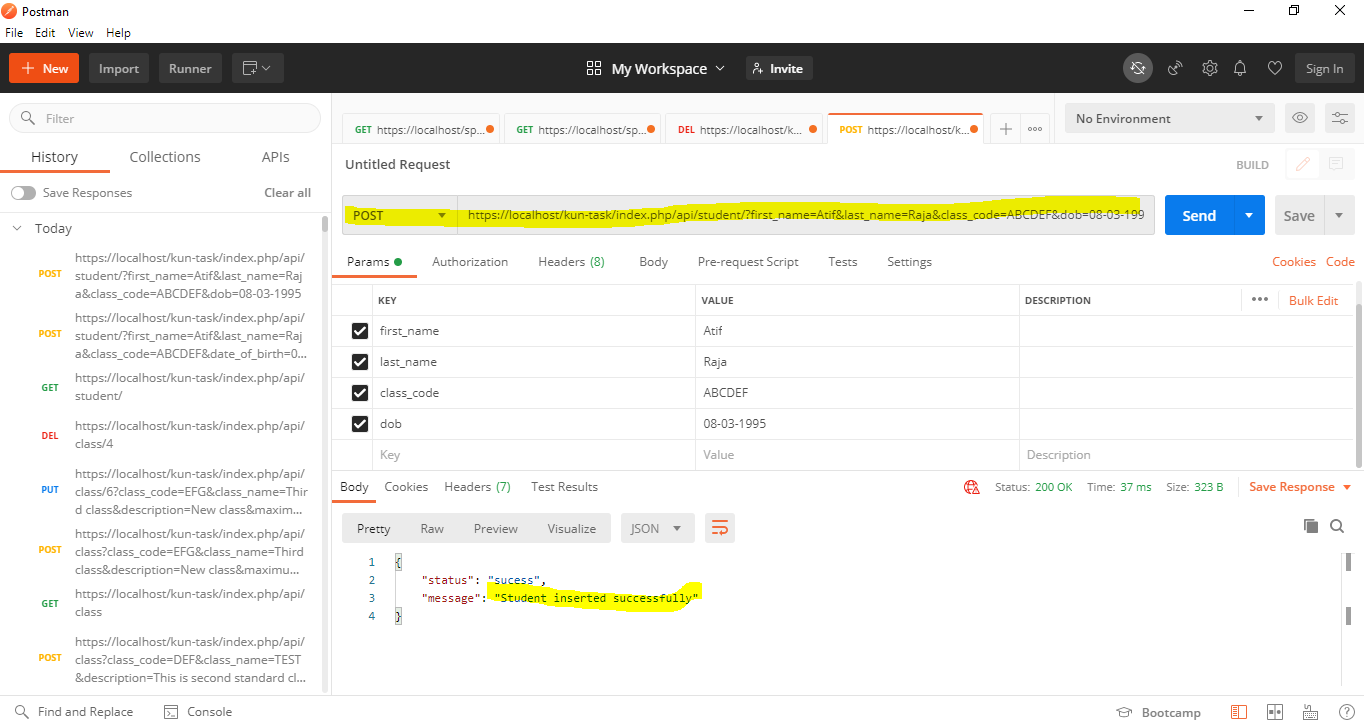 Postman
File Edit View Help
New Import Runner
My Workspace Invite
Sign In
Filter
History Collections APIs
Save Responses Clear all
Today
POST https://localhost/kun-task/index.php/api/
student/?first_name=Atif&last_name=Raj
a&class_code=ABCDEF&dob=08-03-1995
POST https://localhost/kun-task/index.php/api/
student/?first_name=Atif&last_name=Raj
a&class_code=ABCDEF&date_of_birth=0...
GET https://localhost/kun-task/index.php/api/
student/
DEL https://localhost/kun-task/index.php/api/
class/4
PUT https://localhost/kun-task/index.php/api/
class/6?class_code=EFG&class_name=Thir
d class&description=New class&maxim...
POST https://localhost/kun-task/index.php/api/
class?class_code=EFG&class_name=Third
class&description=New class&maximu...
GET https://localhost/kun-task/index.php/api/
class
POST https://localhost/kun-task/index.php/api/
class?class_code=DEF&class_name=TEST
&description=This is second standard cl...
GET https://localhost/sp... GET https://localhost/sp... DEL https://localhost/k... POST https://localhost/k...
No Environment
Untitled Request BUILD
POST https://localhost/kun-task/index.php/api/student/?first_name=Atif&last_name=Raja&class_code=ABCDEF&dob=08-03-199 Send Save
Params Authorization Headers (8) Body Pre-request Script Tests Settings Cookies Code
KEY VALUE DESCRIPTION Bulk Edit
first_name Atif
last_name Raja
class_code ABCDEF
dob 08-03-1995
Key Value Description
Body Cookies Headers (7) Test Results Status: 200 OK Time: 37 ms Size: 323 B Save Response
Pretty Raw Preview Visualize JSON
1 {
2 "status": "sucess",
3 "message": "Student inserted successfully"
4 }
Find and Replace Console Bootcamp